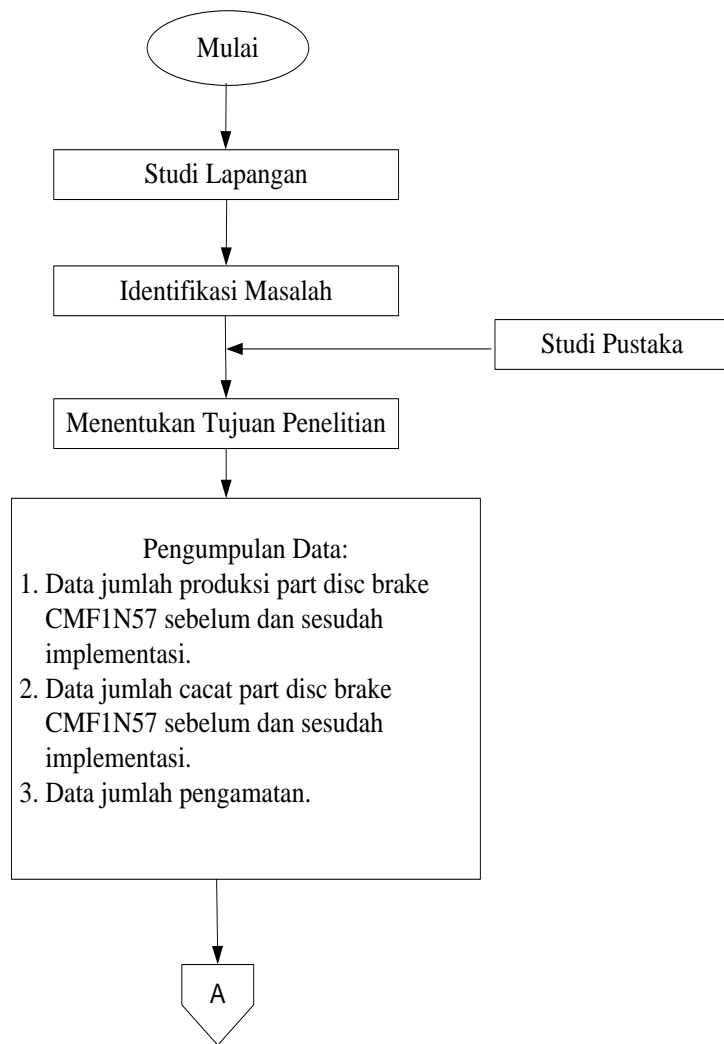 Mulai
Studi Lapangan
Identifikasi Masalah
Studi Pustaka
Menentukan Tujuan Penelitian
Pengumpulan Data:
1. Data jumlah produksi part disc brake
CMF1N57 sebelum dan sesudah
implementasi.
2. Data jumlah cacat part disc brake
CMF1N57 sebelum dan sesudah
implementasi.
3. Data jumlah pengamatan.
A